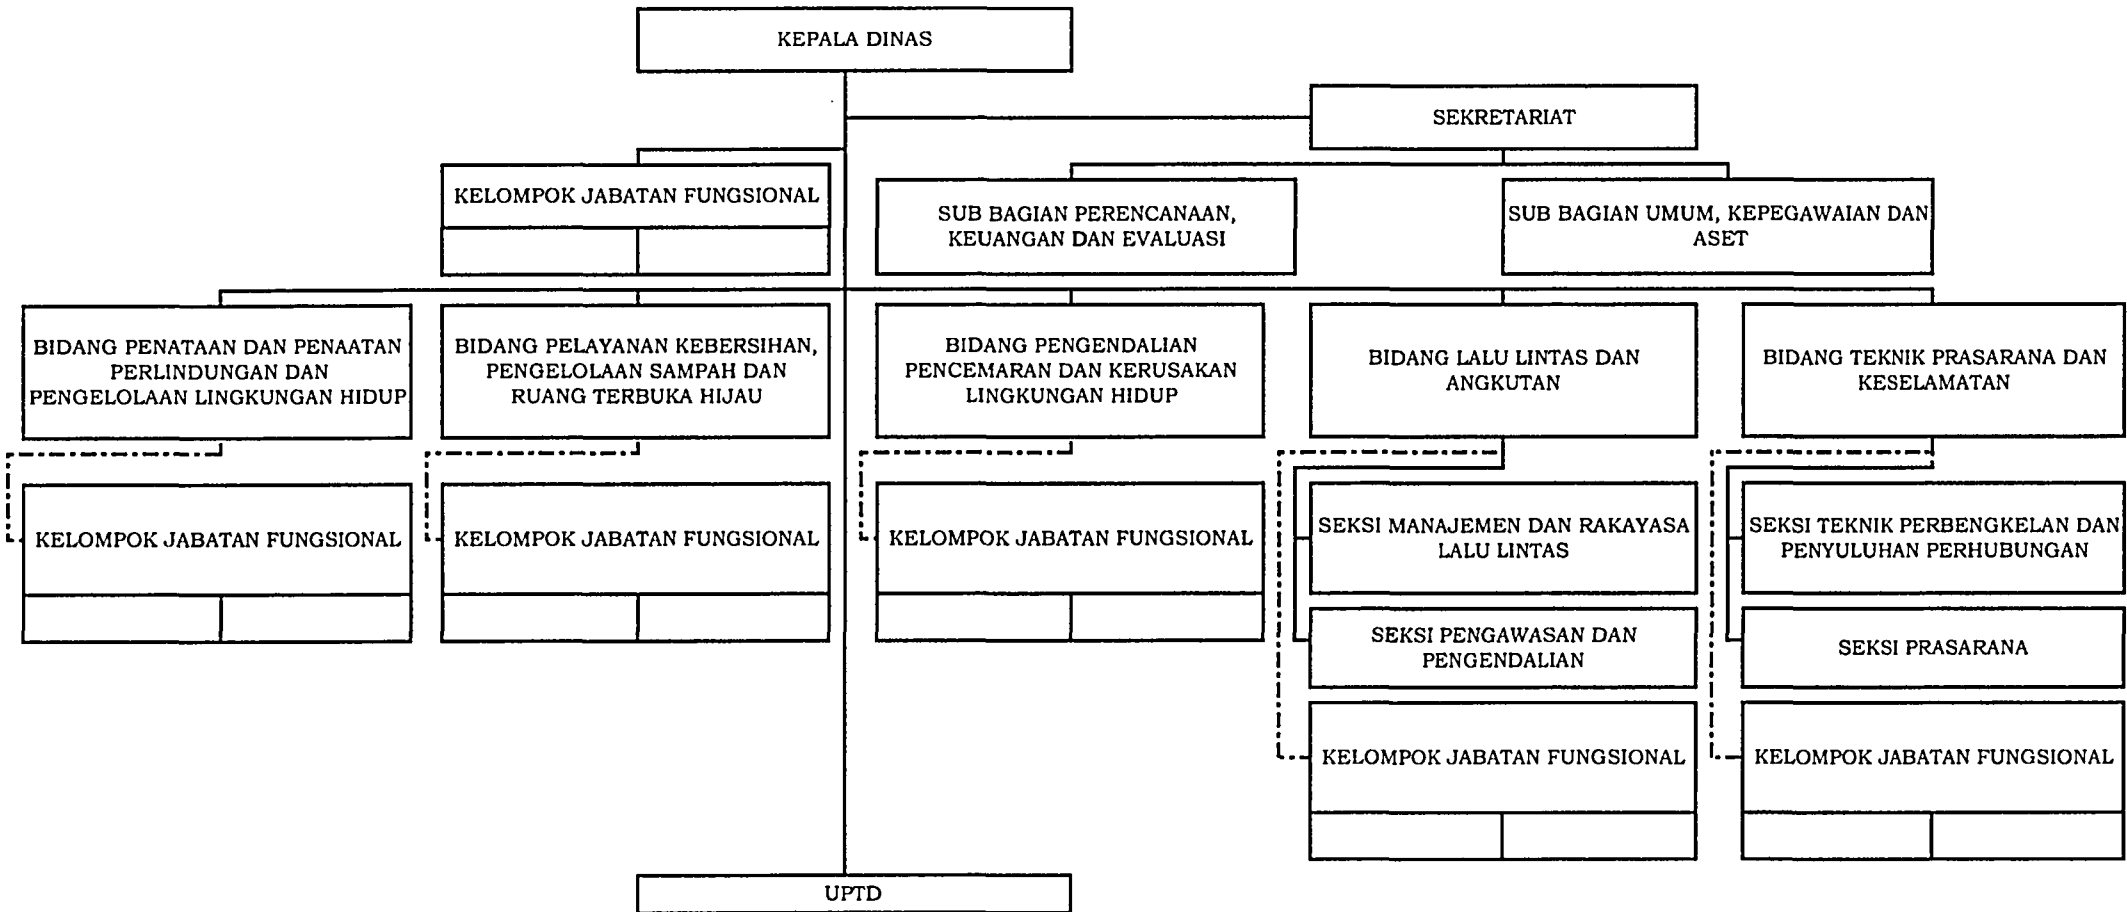 KEPALA DINAS
SEKRETARIAT
KELOMPOK JABATAN FUNGSIONAL
SUB BAGIAN PERENCANAAN,
KEUANGAN DAN EVALUASI
SUB BAGIAN UMUM, KEPEGAWAIAN DAN
ASET
BIDANG PENATAAN DAN PENAATAN
PERLINDUNGAN DAN
PENGELOLAAN LINGKUNGAN HIDUP
BIDANG PELAYANAN KEBERSIHAN,
PENGELOLAAN SAMPAH DAN
RUANG TERBUKA HIJAU
BIDANG PENGENDALIAN
PENCEMARAN DAN KERUSAKAN
LINGKUNGAN HIDUP
BIDANG LALU LINTAS DAN
ANGKUTAN
BIDANG TEKNIK PRASARANA DAN
KESELAMATAN
KELOMPOK JABATAN FUNGSIONAL
KELOMPOK JABATAN FUNGSIONAL
KELOMPOK JABATAN FUNGSIONAL
SEKSI MANAJEMEN DAN RAKAYASA
LALU LINTAS
SEKSI TEKNIK PERBENGKELAN DAN
PENYULUHAN PERHUBUNGAN
SEKSI PENGAWASAN DAN
PENGENDALIAN
SEKSI PRASARANA
KELOMPOK JABATAN FUNGSIONAL
KELOMPOK JABATAN FUNGSIONAL
UPTD